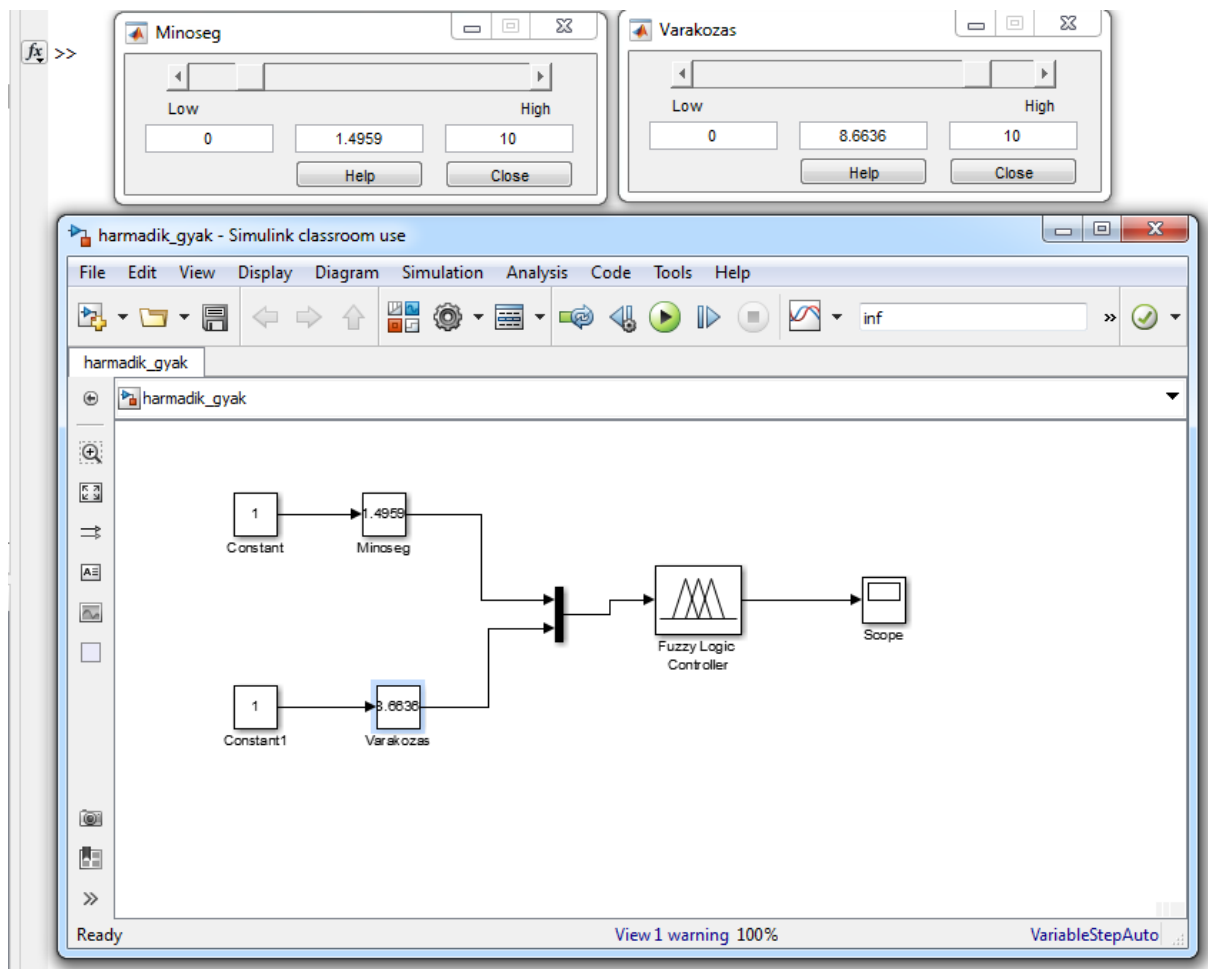 fx >>
Minoseg
Low High
0 1.4959 10
Help Close
Varakozas
Low High
0 8.6636 10
Help Close
harmadik_gyak - Simulink classroom use
File Edit View Display Diagram Simulation Analysis Code Tools Help
inf »
harmadik_gyak
harmadik_gyak
1
Constant
1.4959
Minoseg
Fuzzy Logic
Controller
Scope
1
Constant1
8.6636
Varakozas
Ready View 1 warning 100% VariableStepAuto